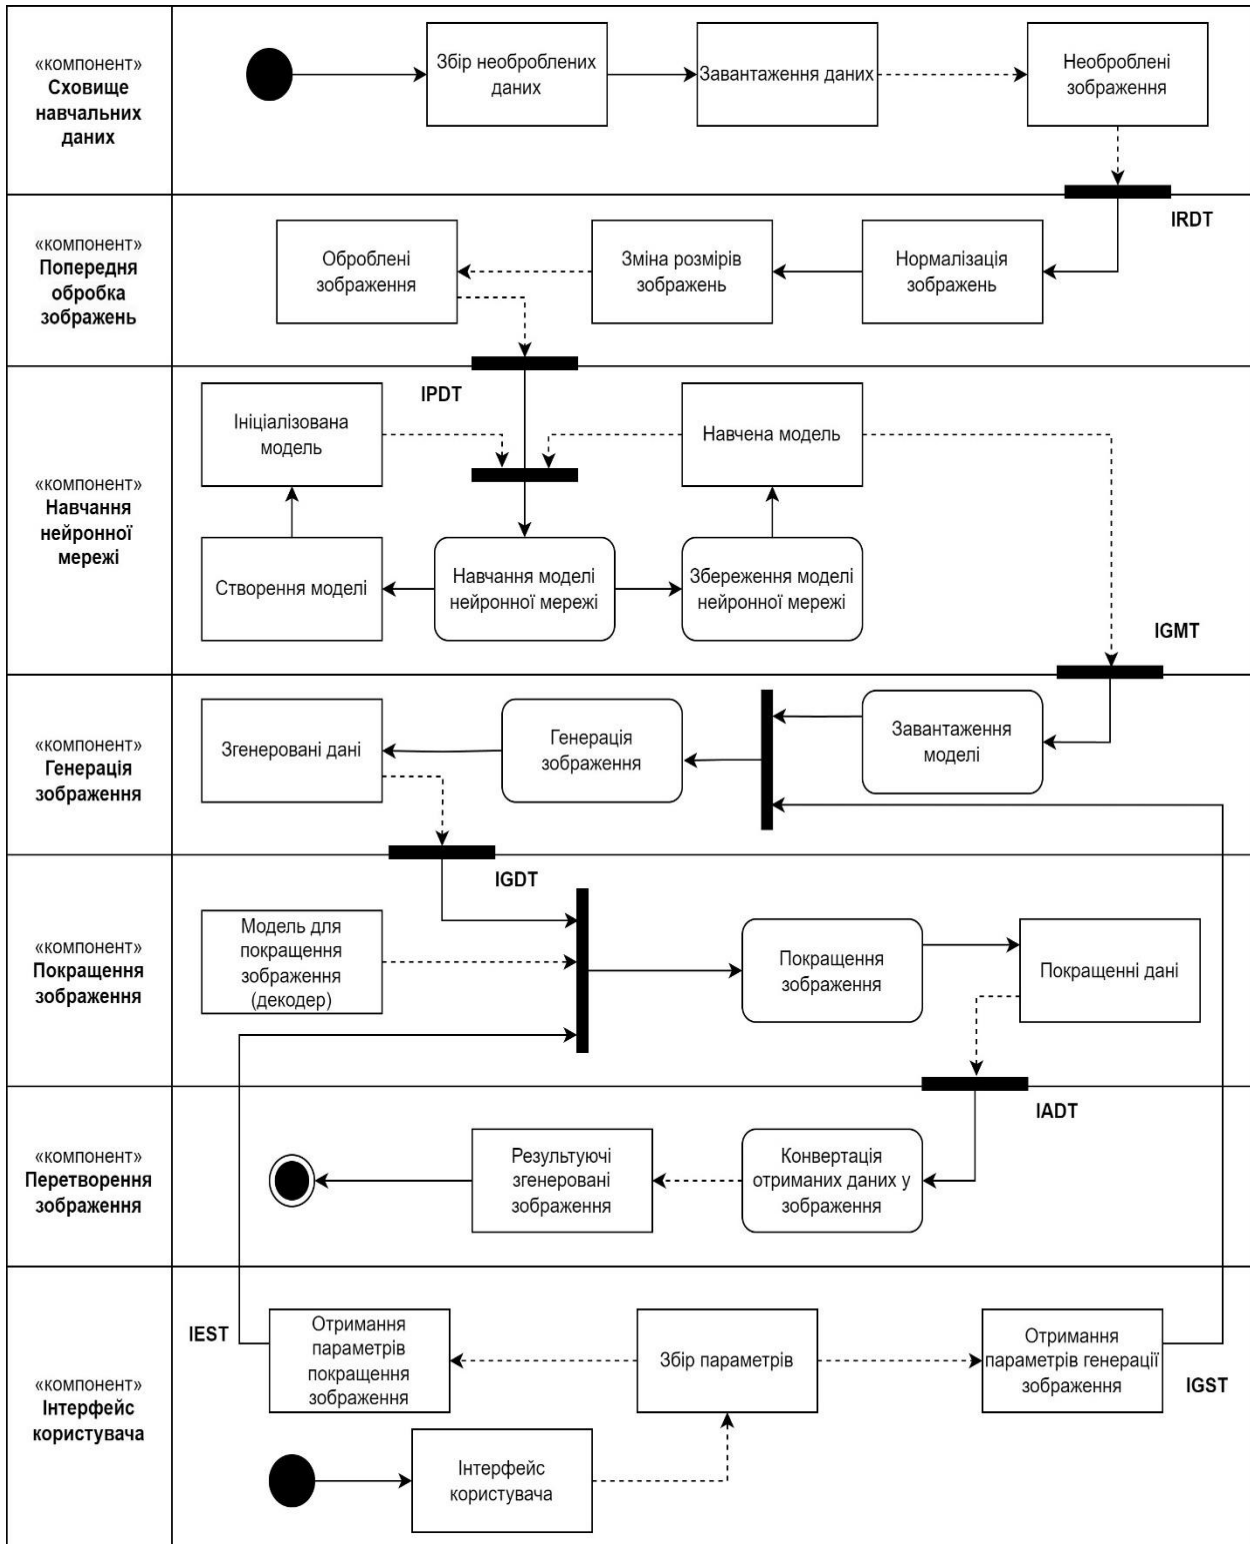 «компонент»
Сховище
навчальних
даних
Збір необроблених
даних
Завантаження даних
Необроблені
зображення
IRDT
«компонент»
Попередня
обробка
зображень
Оброблені
зображення
Зміна розмірів
зображень
Нормалізація
зображень
IPDT
«компонент»
Навчання
нейронної
мережі
Ініціалізована
модель
Навчена модель
Створення моделі
Навчання моделі
нейронної мережі
Збереження моделі
нейронної мережі
IGMT
«компонент»
Генерація
зображення
Згенеровані дані
Генерація
зображення
Завантаження
моделі
IGDT
«компонент»
Покращення
зображення
Модель для
покращення
зображення
(декодер)
Покращення
зображення
Покращенні дані
IADT
«компонент»
Перетворення
зображення
Результуючі
згенеровані
зображення
Конвертація
отриманих даних у
зображення
«компонент»
Інтерфейс
користувача
IEST
Отримання
параметрів
покращення
зображення
Збір параметрів
Отримання
параметрів генерації
зображення
IGST
Інтерфейс
користувача